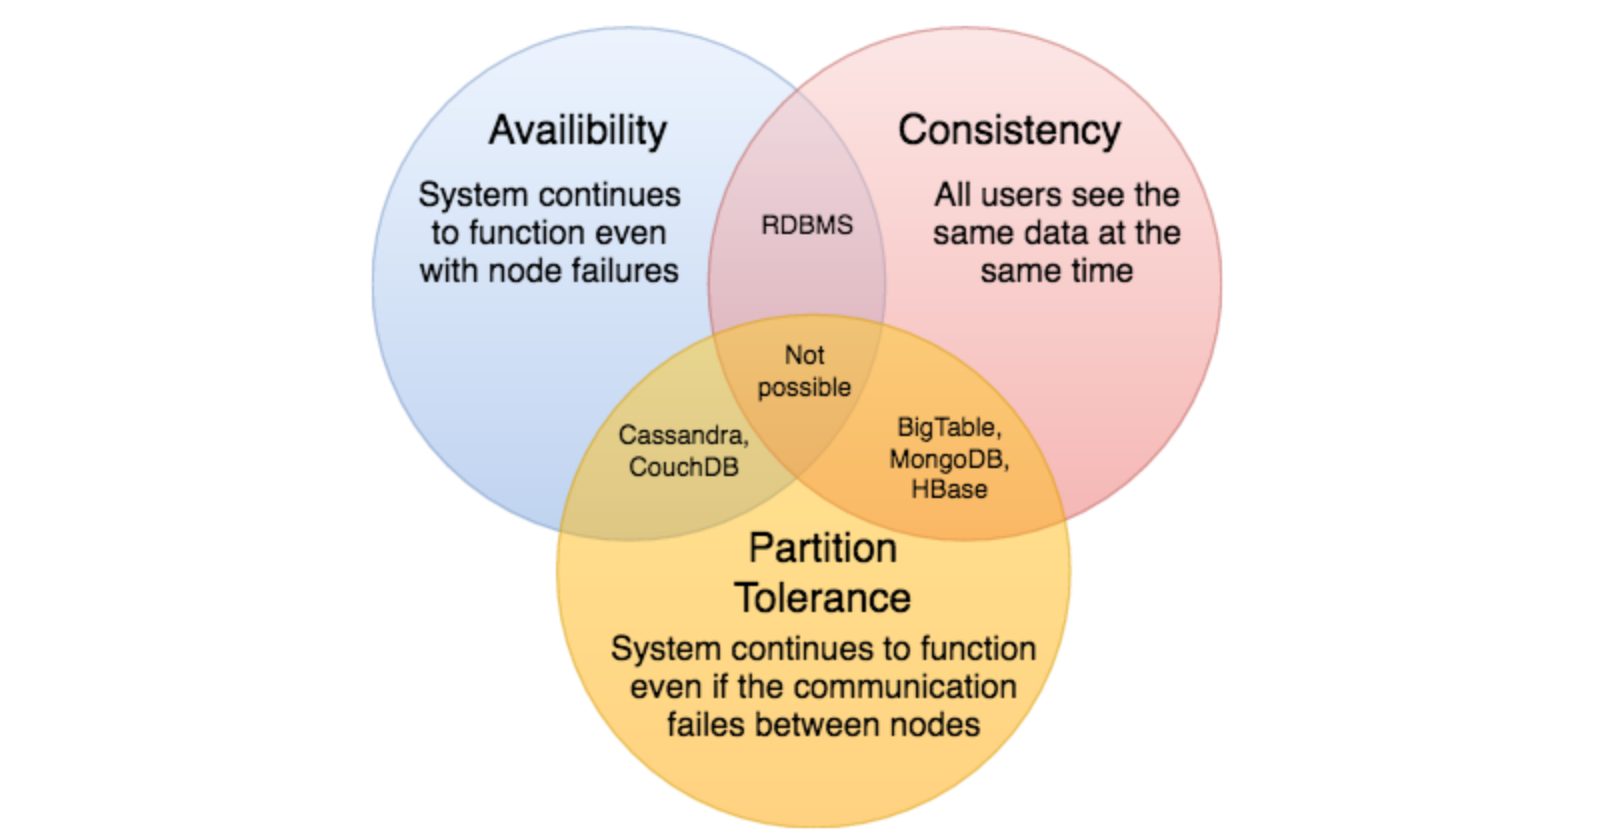 Availibility
System continues
to function even
with node failures
Consistency
All users see the
same data at the
same time
RDBMS
Not
possible
Cassandra,
CouchDB
BigTable,
MongoDB,
HBase
Partition
Tolerance
System continues to function
even if the communication
failes between nodes